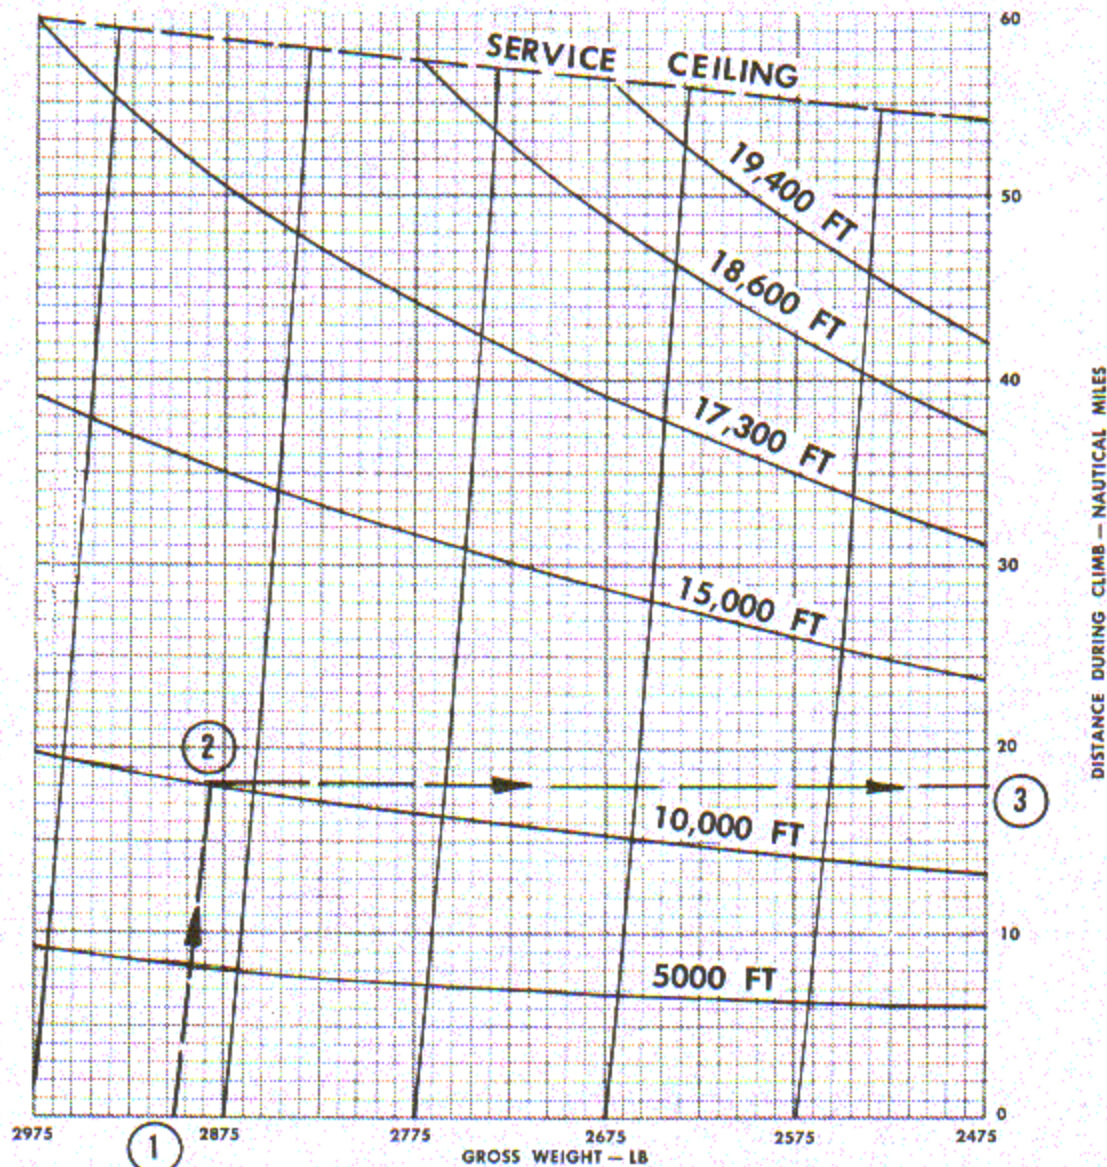 60
SERVICE CEILING
19,400 FT
50
18,600 FT
40
17,300 FT
30
15,000 FT
DISTANCE DURING CLIMB — NAUTICAL MILES
20
2
3
10,000 FT
10
5000 FT
0
2975 2875 2775 2675 2575 2475
1
GROSS WEIGHT — LB